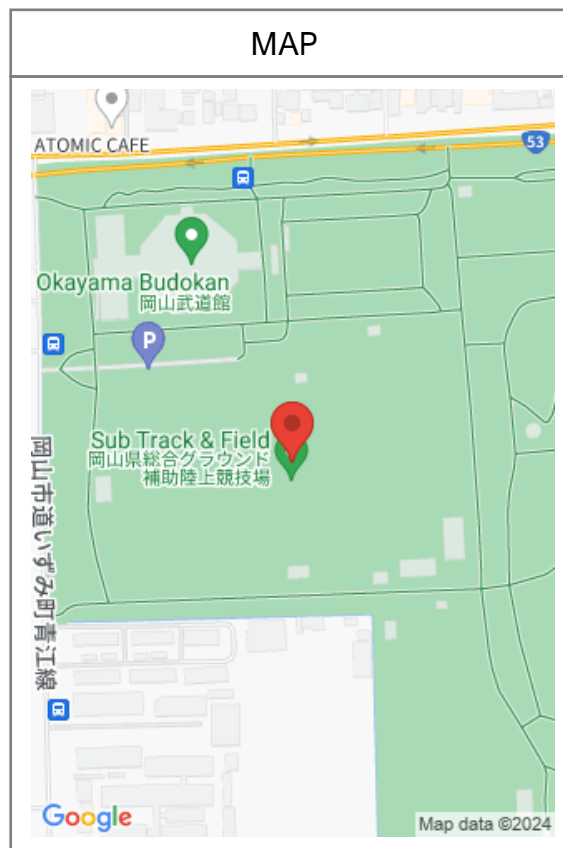 MAP
ATOMIC CAFE
53
Okayama Budokan
岡山武道館
P
Sub Track & Field
岡山県総合グラウンド
補助陸上競技場
岡山市道いずみ町青江線
Google
Map data ©2024